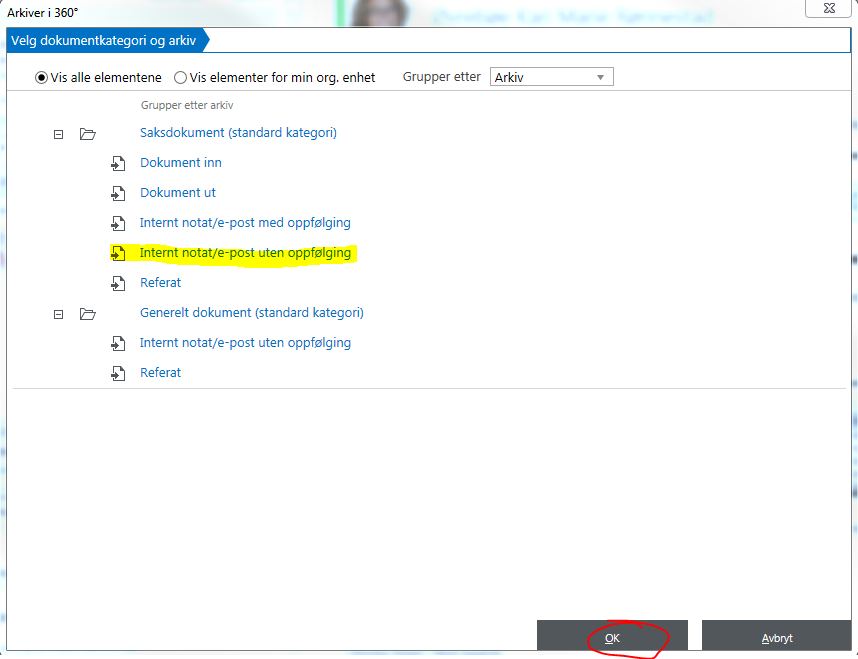 Arkiver i 360°
Velg dokumentkategori og arkiv
Vis alle elementene Vis elementer for min org. enhet Grupper etter Arkiv
Grupper etter arkiv
Saksdokument (standard kategori)
Dokument inn
Dokument ut
Internt notat/e-post med oppfølging
Internt notat/e-post uten oppfølging
Referat
Generelt dokument (standard kategori)
Internt notat/e-post uten oppfølging
Referat
OK Avbryt